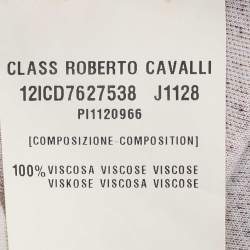 CLASS ROBERTO CAVALLI
12ICD7627538 J1128
PI1120966
[COMPOSIZIONE-COMPOSITION]
100% VISCOSA VISCOSE VISCOSE
VISKOSE VISCOSA VISCOSE